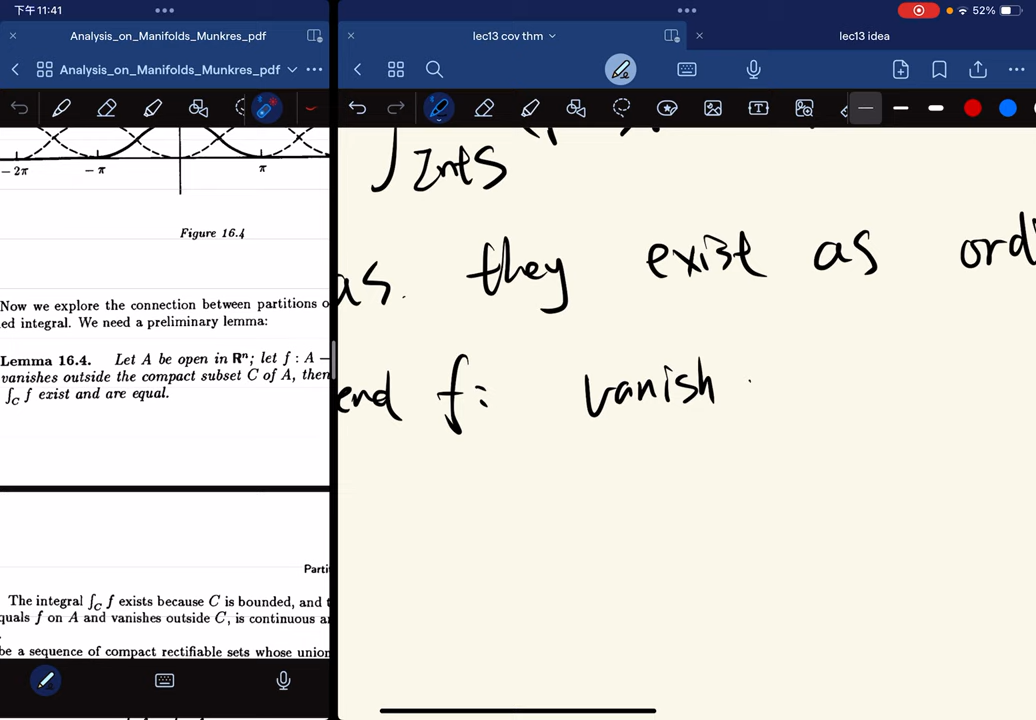 下午11:41
52%
Analysis_on_Manifolds_Munkres_pdf
lec13 cov thm
lec13 idea
Analysis_on_Manifolds_Munkres_pdf
− 2π
− π
π
Figure 16.4
Now we explore the connection between partitions o
ed integral. We need a preliminary lemma:
Lemma 16.4. Let A be open in Rⁿ; let f : A −
vanishes outside the compact subset C of A, then
∫_C f exist and are equal.
Parti
The integral ∫_C f exists because C is bounded, and
quals f on A and vanishes outside C, is continuous
be a sequence of compact rectifiable sets whose union
∫ Int S
as. they exist as ord
end f: vanish